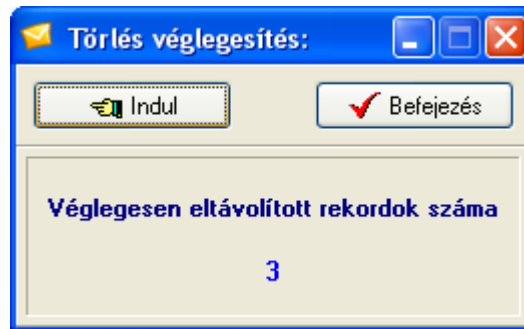 Törlés véglegesítés:
Indul
Befejezés
Véglegesen eltávolított rekordok száma
3